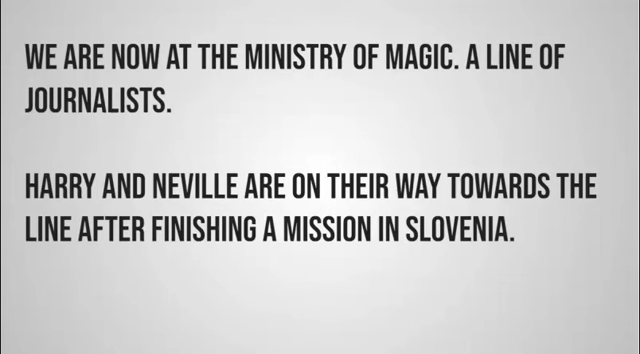 WE ARE NOW AT THE MINISTRY OF MAGIC. A LINE OF
JOURNALISTS.
HARRY AND NEVILLE ARE ON THEIR WAY TOWARDS THE
LINE AFTER FINISHING A MISSION IN SLOVENIA.